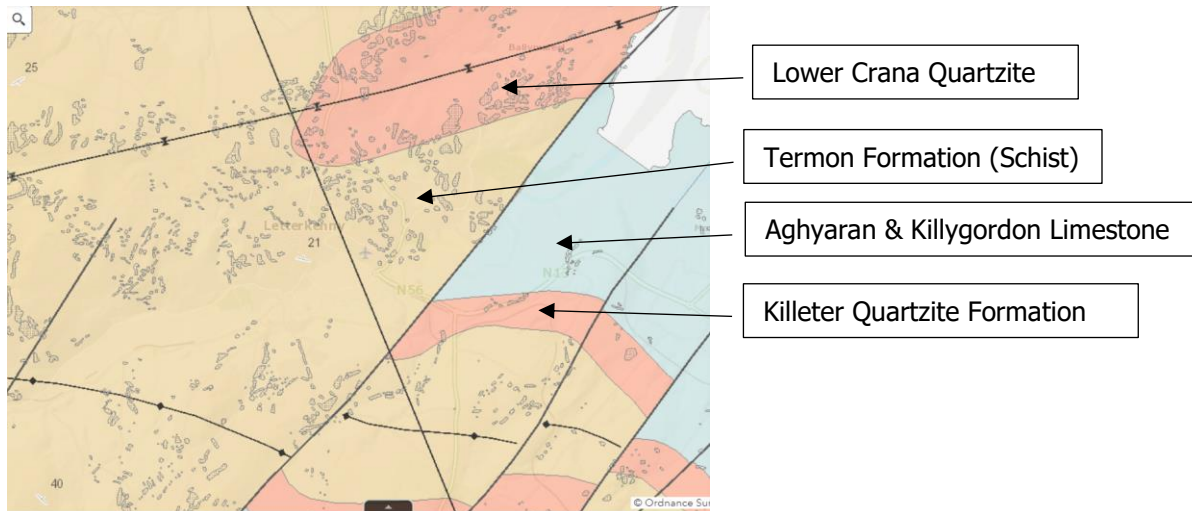 25
Lower Crana Quartzite
Termon Formation (Schist)
Letterkenny
21
Aghyaran & Killygordon Limestone
N56
Killeter Quartzite Formation
40
© Ordnance Sur